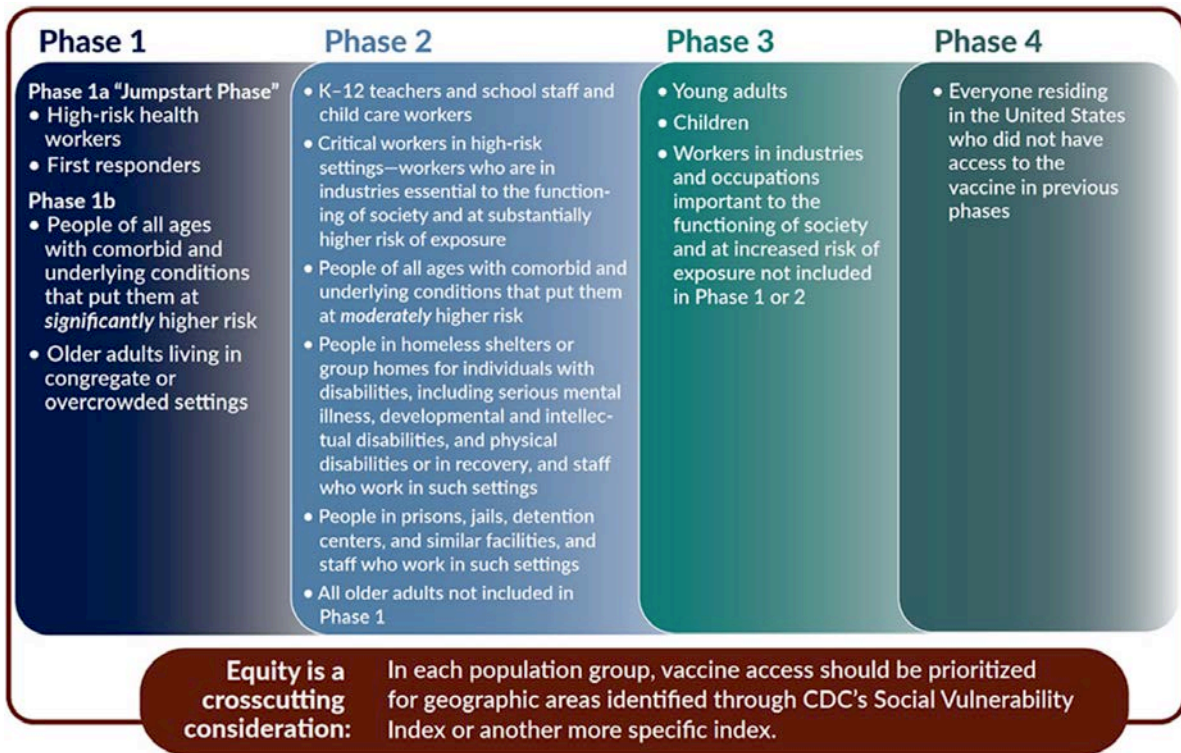 Phase 1
Phase 1a “Jumpstart Phase”
• High-risk health
workers
• First responders
Phase 1b
• People of all ages
with comorbid and
underlying conditions
that put them at
significantly higher risk
• Older adults living in
congregate or
overcrowded settings
Phase 2
• K–12 teachers and school staff and
child care workers
• Critical workers in high-risk
settings—workers who are in
industries essential to the function-
ing of society and at substantially
higher risk of exposure
• People of all ages with comorbid and
underlying conditions that put them
at moderately higher risk
• People in homeless shelters or
group homes for individuals with
disabilities, including serious mental
illness, developmental and intellec-
tual disabilities, and physical
disabilities or in recovery, and staff
who work in such settings
• People in prisons, jails, detention
centers, and similar facilities, and
staff who work in such settings
• All older adults not included in
Phase 1
Phase 3
• Young adults
• Children
• Workers in industries
and occupations
important to the
functioning of society
and at increased risk of
exposure not included
in Phase 1 or 2
Phase 4
• Everyone residing
in the United States
who did not have
access to the
vaccine in previous
phases
Equity is a
crosscutting
consideration:
In each population group, vaccine access should be prioritized
for geographic areas identified through CDC’s Social Vulnerability
Index or another more specific index.